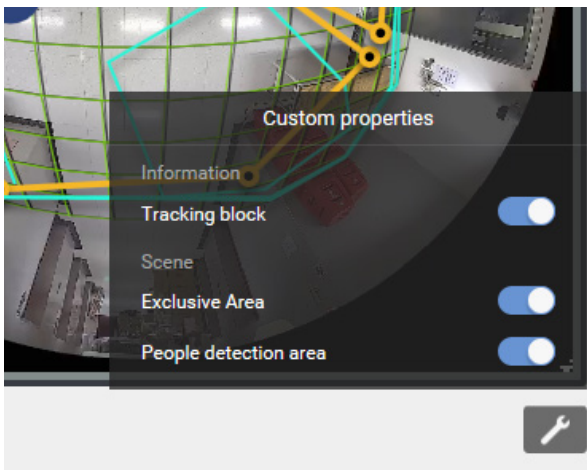 Custom properties
Information
Tracking block
Scene
Exclusive Area
People detection area